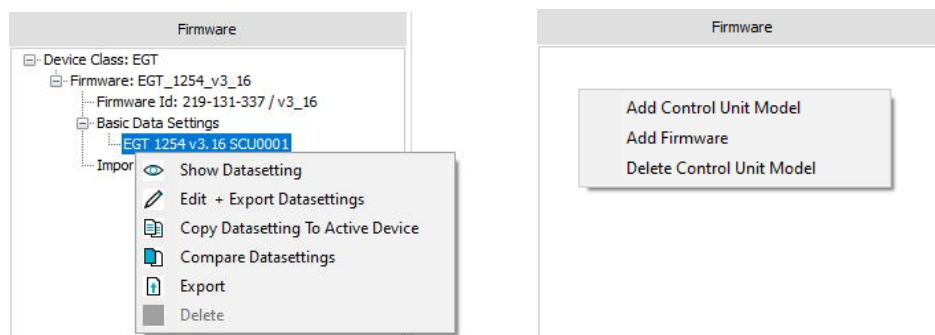 Firmware
Device Class: EGT
Firmware: EGT_1254_v3_16
Firmware Id: 219-131-337 / v3_16
Basic Data Settings
EGT 1254 v3.16 SCU0001
Impor
Show Datasetting
Edit + Export Datasettings
Copy Datasetting To Active Device
Compare Datasettings
Export
Delete
Firmware
Add Control Unit Model
Add Firmware
Delete Control Unit Model